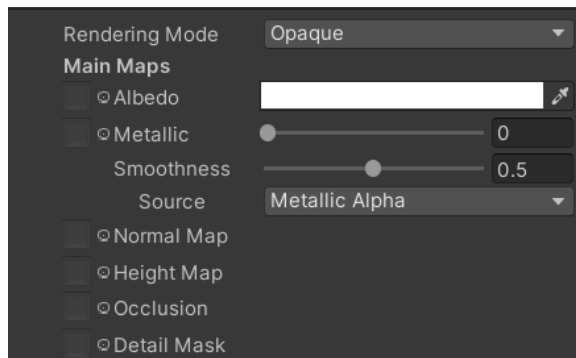 Rendering Mode Opaque
Main Maps
Albedo
Metallic 0
Smoothness 0.5
Source Metallic Alpha
Normal Map
Height Map
Occlusion
Detail Mask